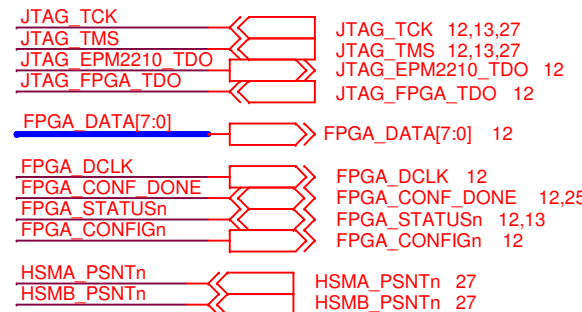 JTAG_TCK JTAG_TCK 12,13,27
JTAG_TMS JTAG_TMS 12,13,27
JTAG_EPM2210_TDO JTAG_EPM2210_TDO 12
JTAG_FPGA_TDO JTAG_FPGA_TDO 12
FPGA_DATA[7:0] FPGA_DATA[7:0] 12
FPGA_DCLK FPGA_DCLK 12
FPGA_CONF_DONE FPGA_CONF_DONE 12,25
FPGA_STATUSn FPGA_STATUSn 12,13
FPGA_CONFIGn FPGA_CONFIGn 12
HSMA_PSNTn HSMA_PSNTn 27
HSMB_PSNTn HSMB_PSNTn 27